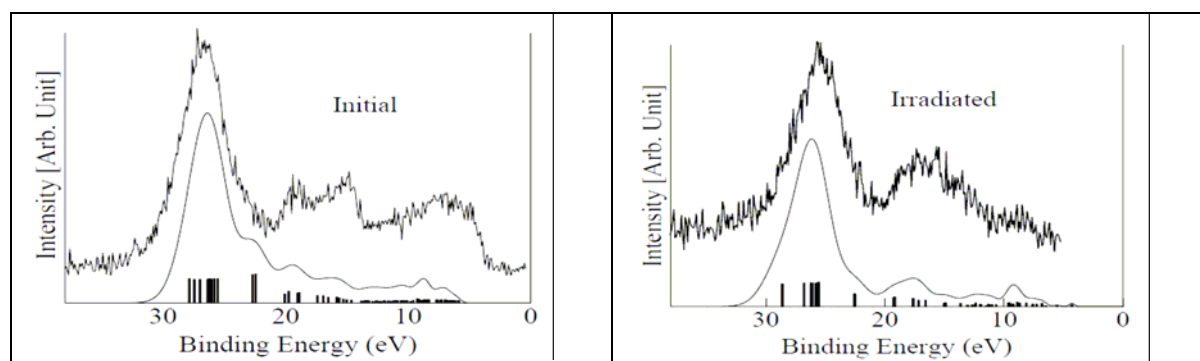 Intensity [Arb. Unit]
Initial
30
20
10
0
Binding Energy (eV)
Intensity [Arb. Unit]
Irradiated
30
20
10
0
Binding Energy (eV)